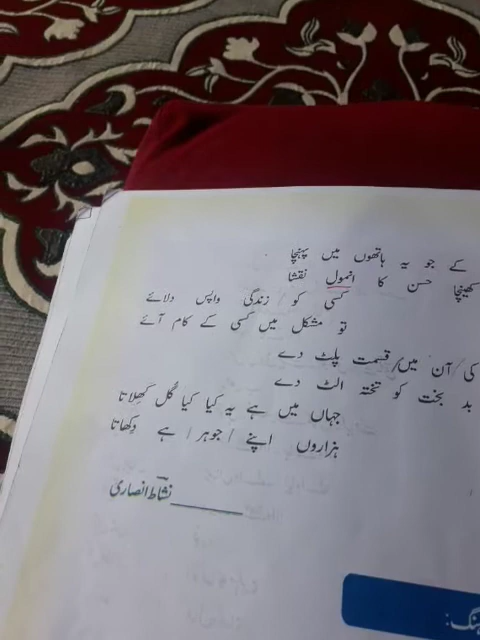 کے جو یہ ہاتھوں میں پہنچا
کھینچا حسن کا انمول نقشا
کسی کو زندگی واپس دلائے
تو مشکل میں کسی کے کام آئے
کی آن میں قسمت پلٹ دے
بد بخت کو تختہ الٹ دے
جہاں میں ہے یہ کیا کیا گل کھلاتا
ہزاروں اپنے جوہر ہے دکھاتا
نشاط انصاری